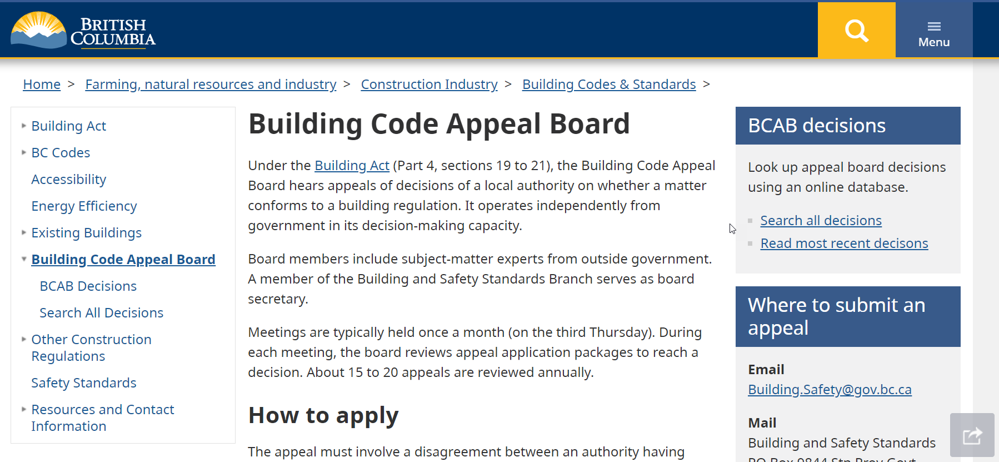 BRITISH
COLUMBIA
Menu
Home > Farming, natural resources and industry > Construction Industry > Building Codes & Standards >
Building Act
BC Codes
Accessibility
Energy Efficiency
Existing Buildings
Building Code Appeal Board
BCAB Decisions
Search All Decisions
Other Construction
Regulations
Safety Standards
Resources and Contact
Information
Building Code Appeal Board
Under the Building Act (Part 4, sections 19 to 21), the Building Code Appeal
Board hears appeals of decisions of a local authority on whether a matter
conforms to a building regulation. It operates independently from
government in its decision-making capacity.
Board members include subject-matter experts from outside government.
A member of the Building and Safety Standards Branch serves as board
secretary.
Meetings are typically held once a month (on the third Thursday). During
each meeting, the board reviews appeal application packages to reach a
decision. About 15 to 20 appeals are reviewed annually.
How to apply
The appeal must involve a disagreement between an authority having
BCAB decisions
Look up appeal board decisions
using an online database.
Search all decisions
Read most recent decisons
Where to submit an
appeal
Email
Building.Safety@gov.bc.ca
Mail
Building and Safety Standards
PO Box 9844 Stn Prov Govt